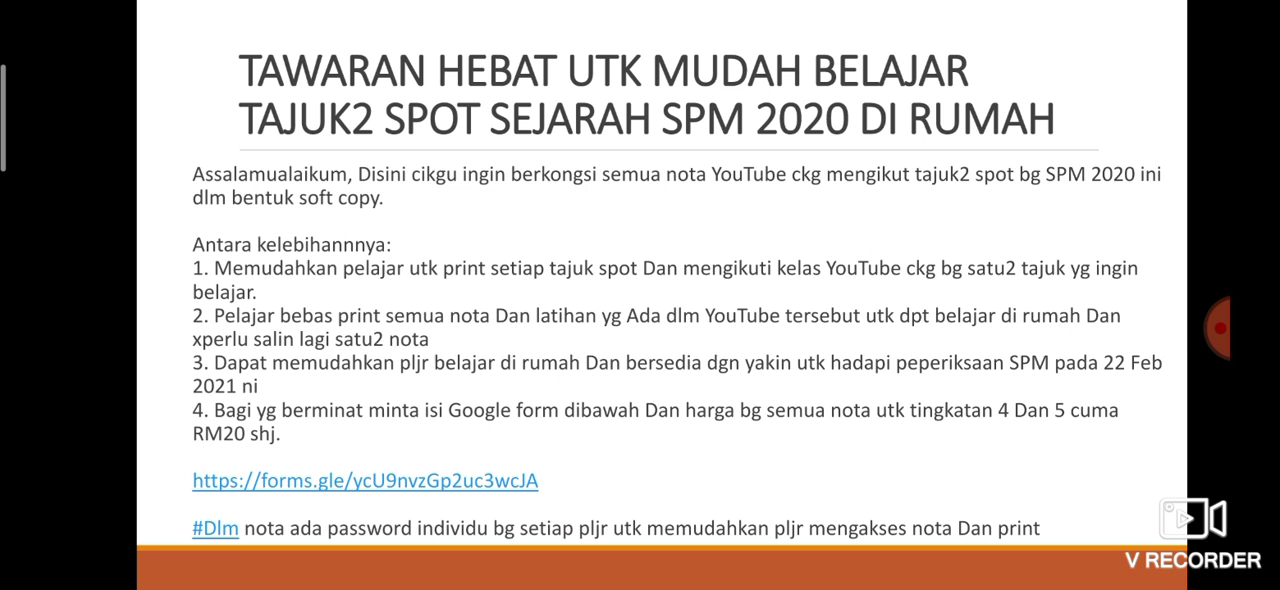 TAWARAN HEBAT UTK MUDAH BELAJAR
TAJUK2 SPOT SEJARAH SPM 2020 DI RUMAH
Assalamualaikum, Disini cikgu ingin berkongsi semua nota YouTube ckg mengikut tajuk2 spot bg SPM 2020 ini
dlm bentuk soft copy.
Antara kelebihannnya:
1. Memudahkan pelajar utk print setiap tajuk spot Dan mengikuti kelas YouTube ckg bg satu2 tajuk yg ingin
belajar.
2. Pelajar bebas print semua nota Dan latihan yg Ada dlm YouTube tersebut utk dpt belajar di rumah Dan
xperlu salin lagi satu2 nota
3. Dapat memudahkan pljr belajar di rumah Dan bersedia dgn yakin utk hadapi peperiksaan SPM pada 22 Feb
2021 ni
4. Bagi yg berminat minta isi Google form dibawah Dan harga bg semua nota utk tingkatan 4 Dan 5 cuma
RM20 shj.
https://forms.gle/ycU9nvzGp2uc3wcJA
#Dlm nota ada password individu bg setiap pljr utk memudahkan pljr mengakses nota Dan print
V RECORDER